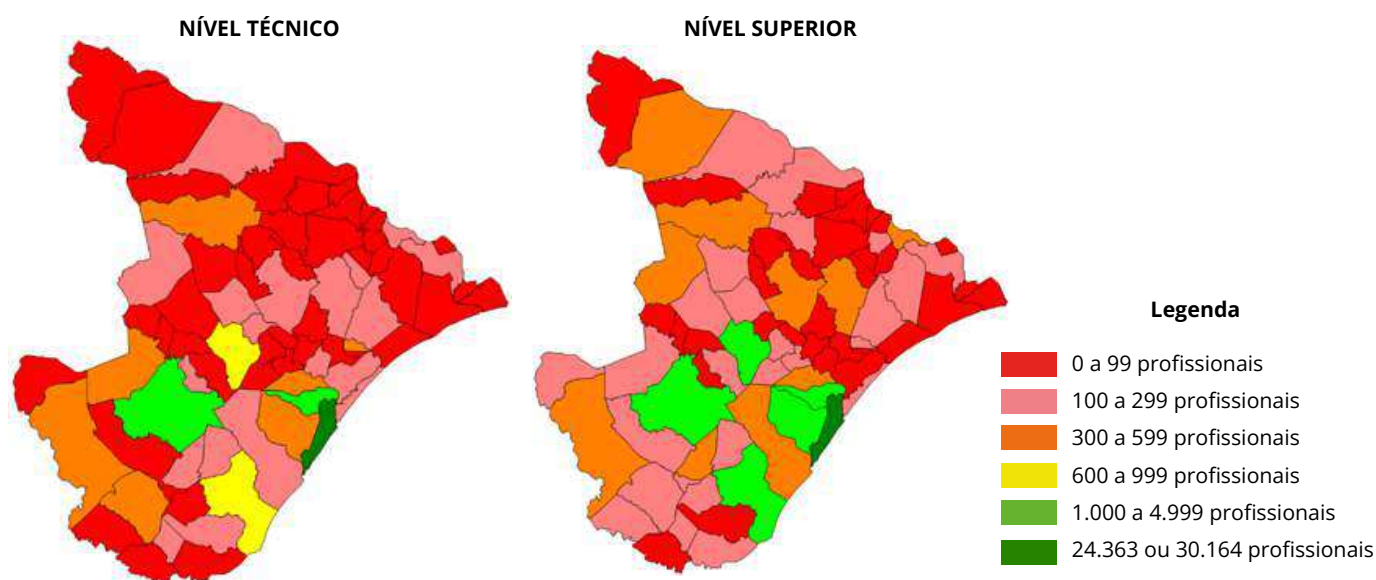 NÍVEL TÉCNICO
NÍVEL SUPERIOR
Legenda
0 a 99 profissionais
100 a 299 profissionais
300 a 599 profissionais
600 a 999 profissionais
1.000 a 4.999 profissionais
24.363 ou 30.164 profissionais